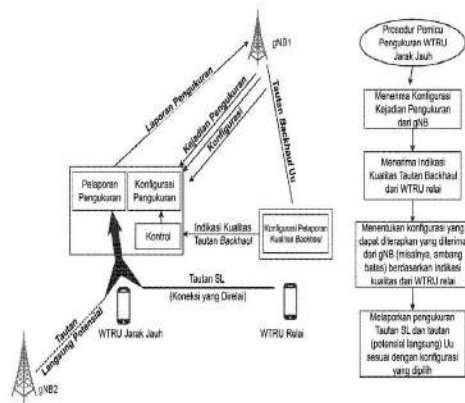 gNB1
Laporan Pengukuran
Kejadian Pengukuran
Konfigurasi
Tautan Backhaul Uu
Pelaporan
Pengukuran
Konfigurasi
Pengukuran
Kontrol
Indikasi Kualitas
Tautan Backhaul
Konfigurasi Pelaporan
Kualitas Backhaul
Tautan SL
(Koneksi yang Direlai)
Tautan
Langsung Potensial
WTRU Jarak Jauh
WTRU Relai
gNB2
Prosedur Pemicu
Pengukuran WTRU
Jarak Jauh
Menerima Konfigurasi
Kejadian Pengukuran
dari gNB
Menerima Indikasi
Kualitas Tautan Backhaul
dari WTRU relai
Menentukan konfigurasi yang
dapat diterapkan yang diterima
dari gNB (misalnya, ambang
batas) berdasarkan Indikasi
kualitas dari WTRU relai
Melaporkan pengukuran
Tautan SL dan tautan
(potensial langsung) Uu
sesuai dengan konfigurasi
yang dipilih